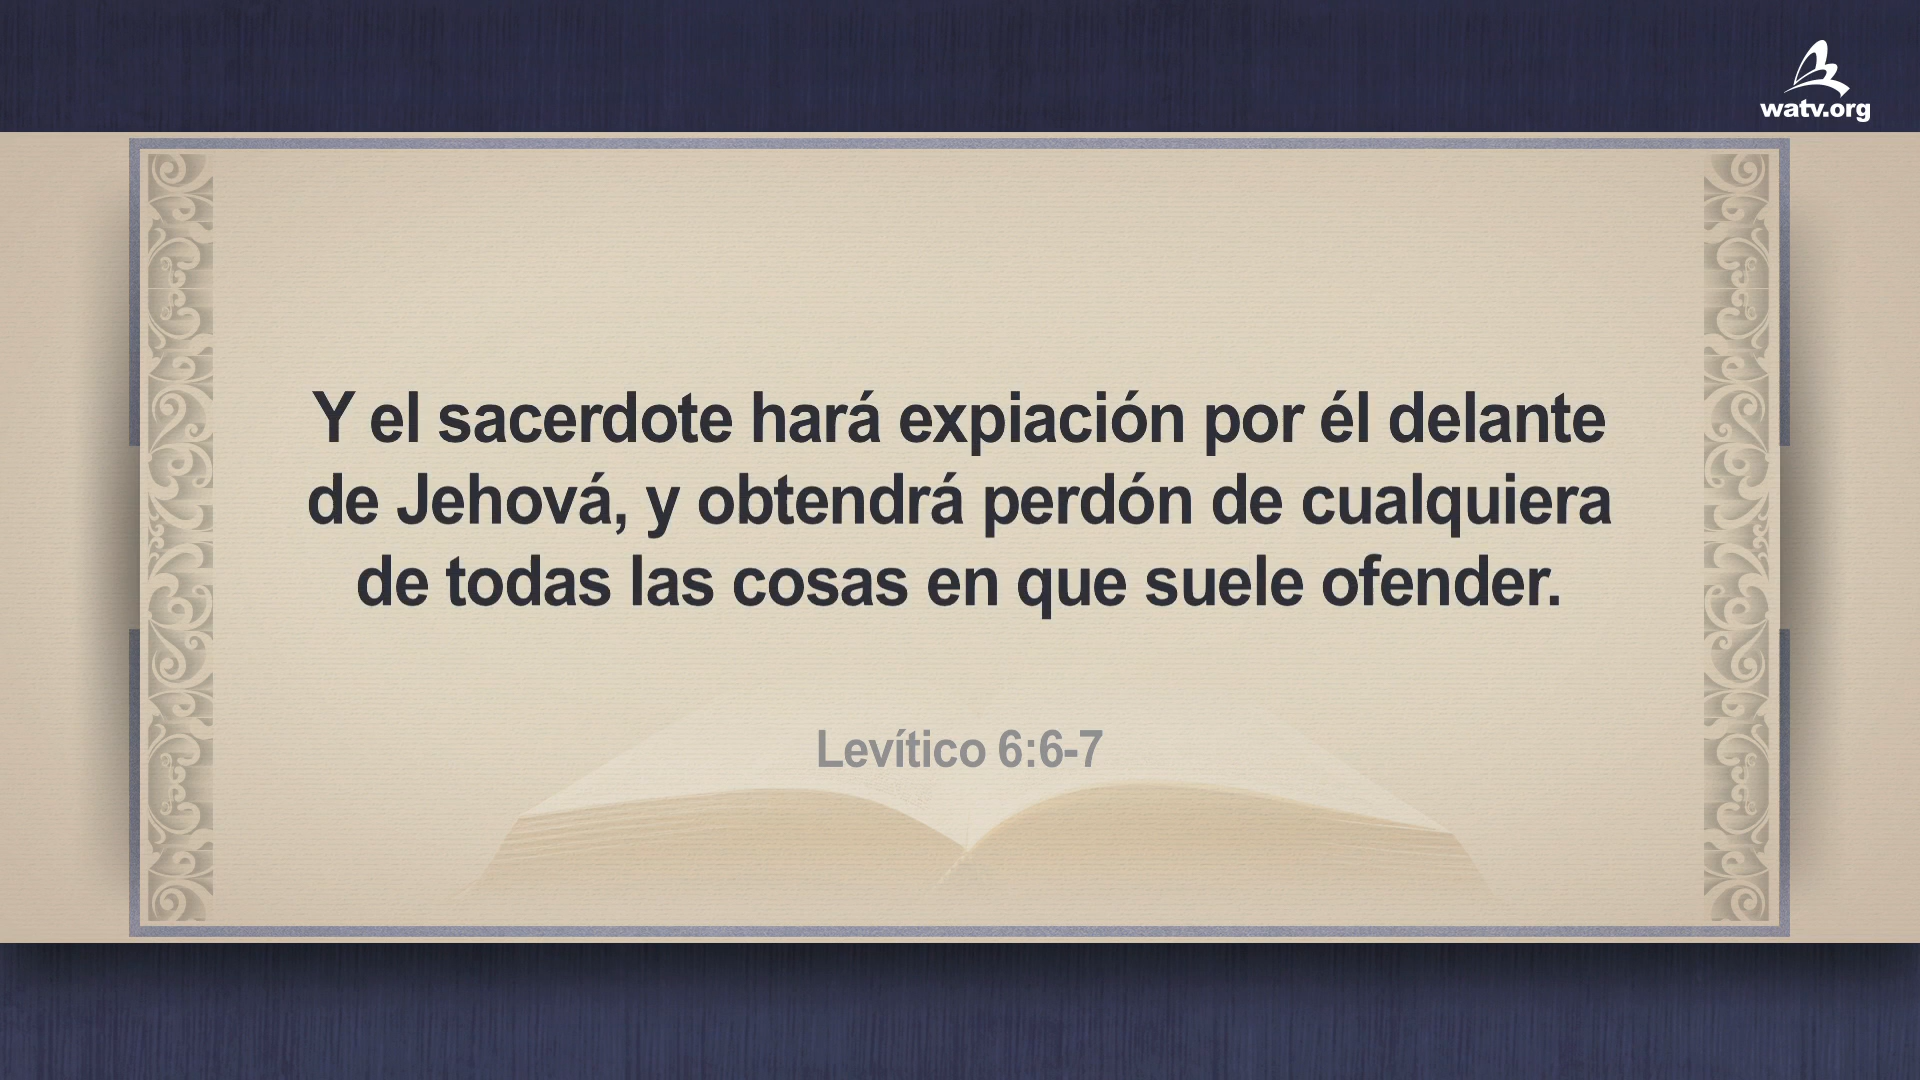 watv.org
Y el sacerdote hará expiación por él delante
de Jehová, y obtendrá perdón de cualquiera
de todas las cosas en que suele ofender.
Levítico 6:6-7